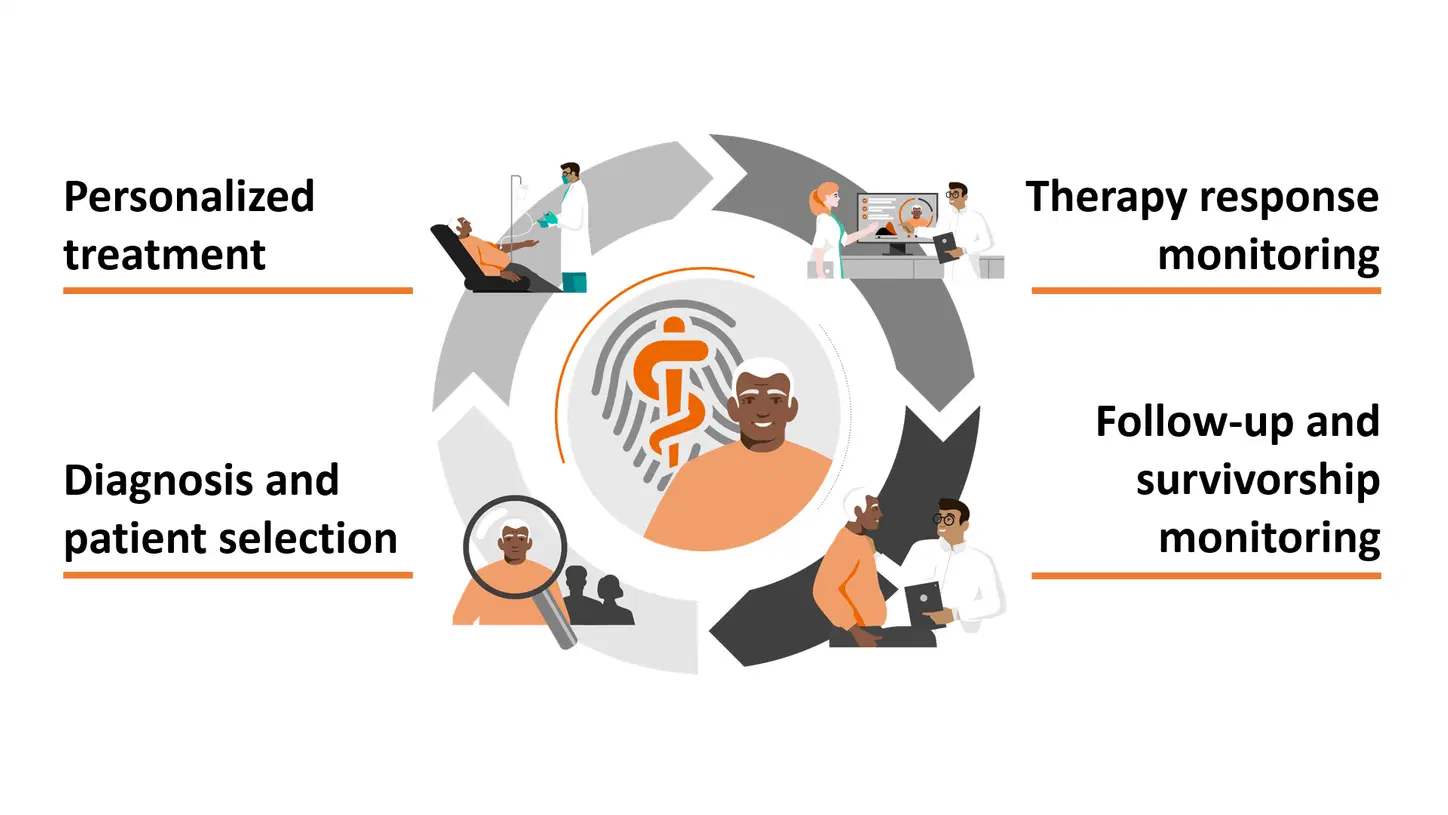 Personalized
treatment
Therapy response
monitoring
Diagnosis and
patient selection
Follow-up and
survivorship
monitoring